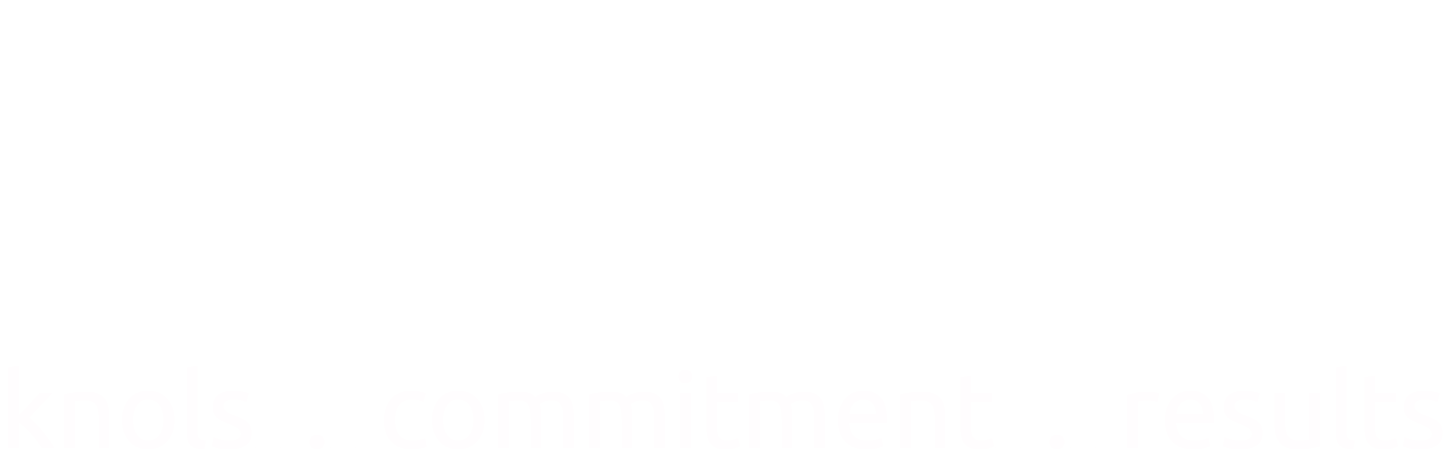 knols . commitment . results